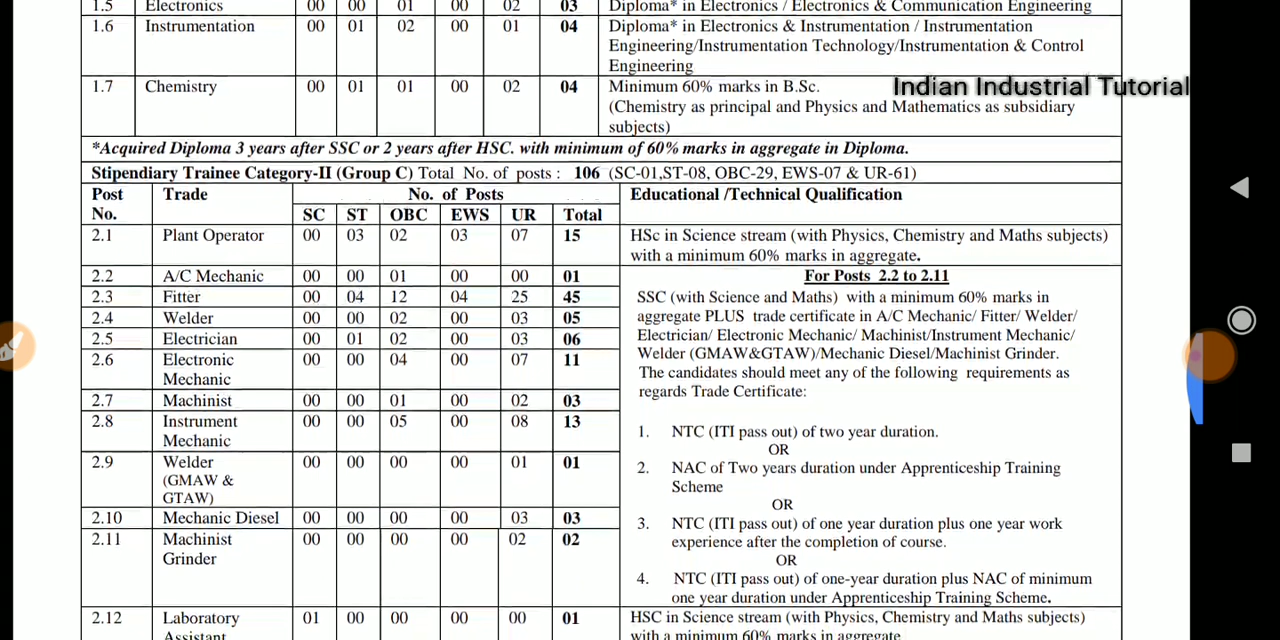 1.5 Electronics 00 00 01 00 02 03 Diploma* in Electronics / Electronics & Communication Engineering
1.6 Instrumentation 00 01 02 00 01 04 Diploma* in Electronics & Instrumentation / Instrumentation
Engineering/Instrumentation Technology/Instrumentation & Control
Engineering
1.7 Chemistry 00 01 01 00 02 04 Minimum 60% marks in B.Sc.
Indian Industrial Tutorial
(Chemistry as principal and Physics and Mathematics as subsidiary
subjects)
*Acquired Diploma 3 years after SSC or 2 years after HSC. with minimum of 60% marks in aggregate in Diploma.
Stipendiary Trainee Category-II (Group C) Total No. of posts : 106 (SC-01,ST-08, OBC-29, EWS-07 & UR-61)
Post No. Trade No. of Posts Educational /Technical Qualification
SC ST OBC EWS UR Total
2.1 Plant Operator 00 03 02 03 07 15 HSc in Science stream (with Physics, Chemistry and Maths subjects)
with a minimum 60% marks in aggregate.
2.2 A/C Mechanic 00 00 01 00 00 01
2.3 Fitter 00 04 12 04 25 45
2.4 Welder 00 00 02 00 03 05
2.5 Electrician 00 01 02 00 03 06
2.6 Electronic Mechanic 00 00 04 00 07 11
2.7 Machinist 00 00 01 00 02 03
2.8 Instrument Mechanic 00 00 05 00 08 13
2.9 Welder (GMAW & GTAW) 00 00 00 00 01 01
2.10 Mechanic Diesel 00 00 00 00 03 03
2.11 Machinist Grinder 00 00 00 00 02 02
For Posts 2.2 to 2.11
SSC (with Science and Maths) with a minimum 60% marks in
aggregate PLUS trade certificate in A/C Mechanic/ Fitter/ Welder/
Electrician/ Electronic Mechanic/ Machinist/Instrument Mechanic/
Welder (GMAW&GTAW)/Mechanic Diesel/Machinist Grinder.
The candidates should meet any of the following requirements as
regards Trade Certificate:
1. NTC (ITI pass out) of two year duration.
OR
2. NAC of Two years duration under Apprenticeship Training
Scheme
OR
3. NTC (ITI pass out) of one year duration plus one year work
experience after the completion of course.
OR
4. NTC (ITI pass out) of one-year duration plus NAC of minimum
one year duration under Apprenticeship Training Scheme.
2.12 Laboratory Assistant 01 00 00 00 00 01 HSC in Science stream (with Physics, Chemistry and Maths subjects)
with a minimum 60% marks in aggregate